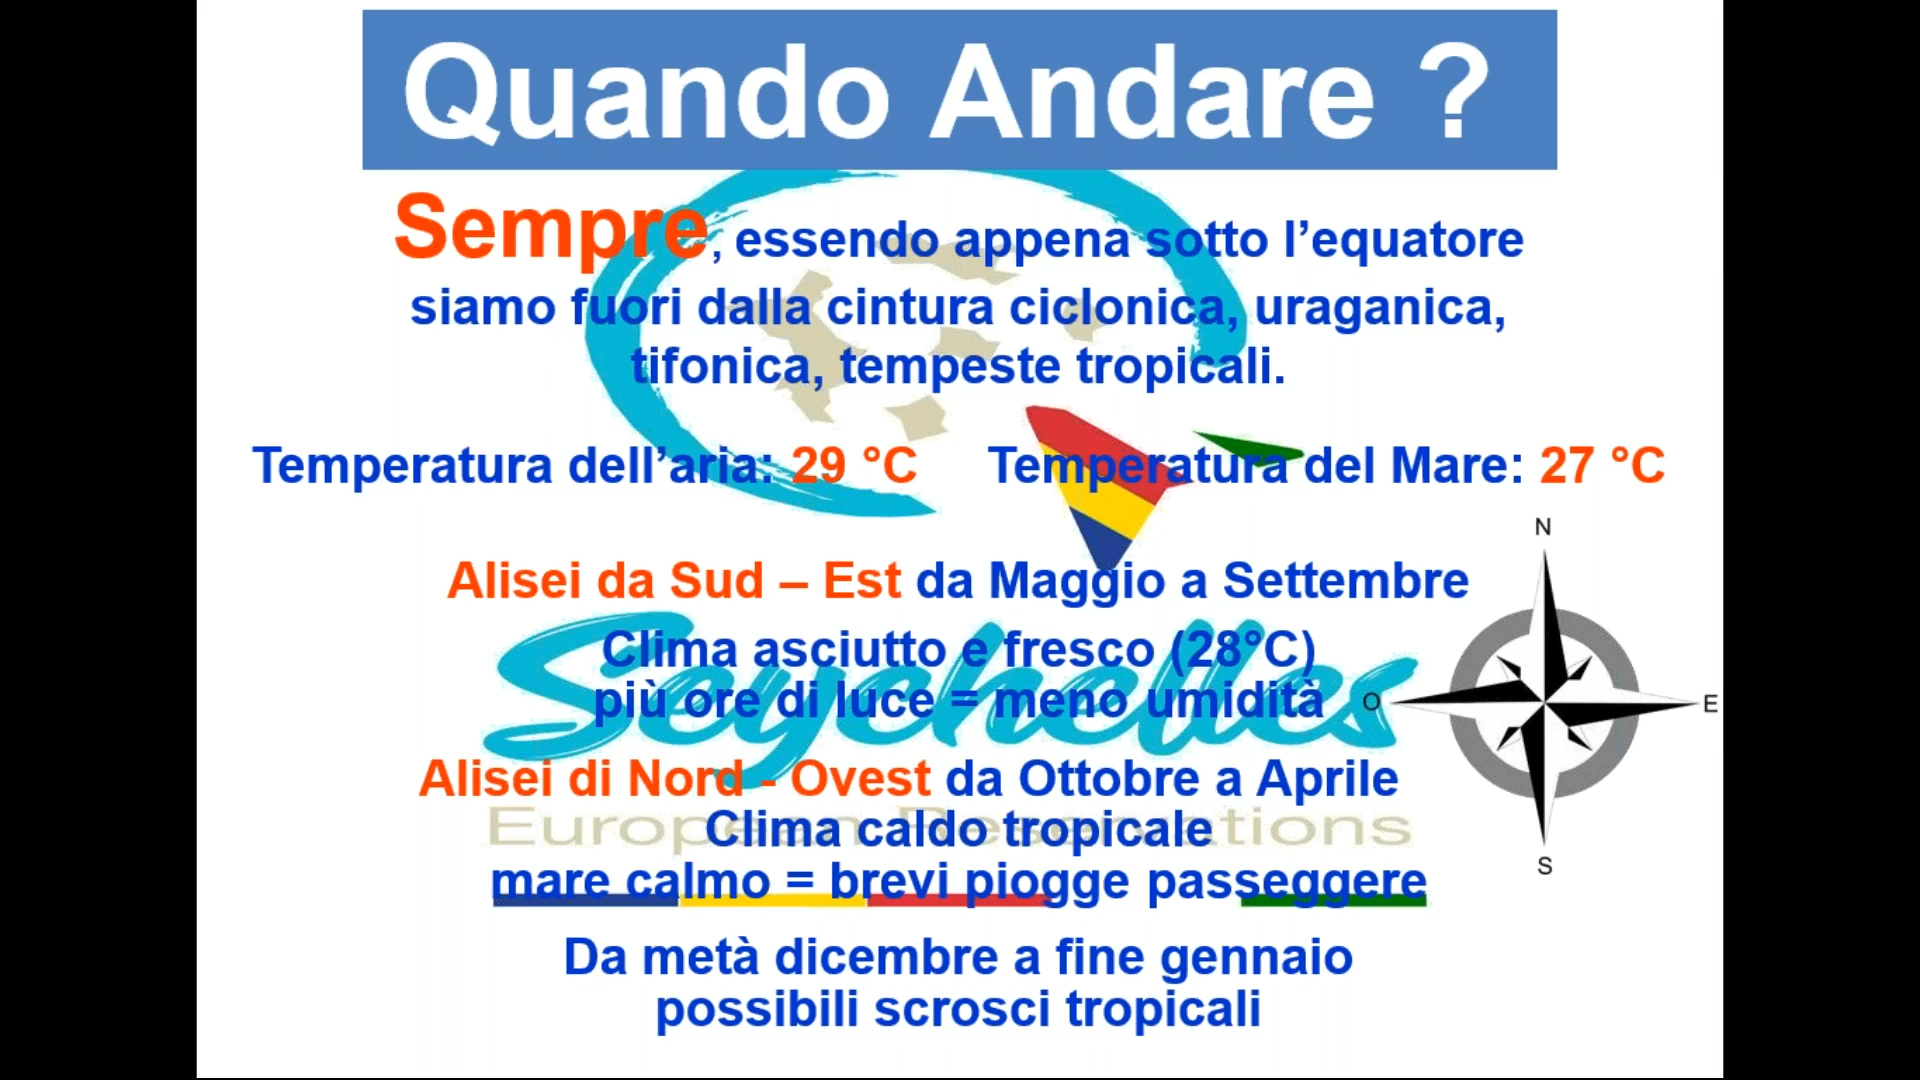 Quando Andare ?
Sempre, essendo appena sotto l’equatore
siamo fuori dalla cintura ciclonica, uraganica,
tifonica, tempeste tropicali.
Temperatura dell’aria: 29 °C Temperatura del Mare: 27 °C
N
Alisei da Sud – Est da Maggio a Settembre
Clima asciutto e fresco (28°C)
più ore di luce = meno umidità
Seychelles
O
E
Alisei di Nord - Ovest da Ottobre a Aprile
European Reservations
Clima caldo tropicale
S
mare calmo = brevi piogge passeggere
Da metà dicembre a fine gennaio
possibili scrosci tropicali